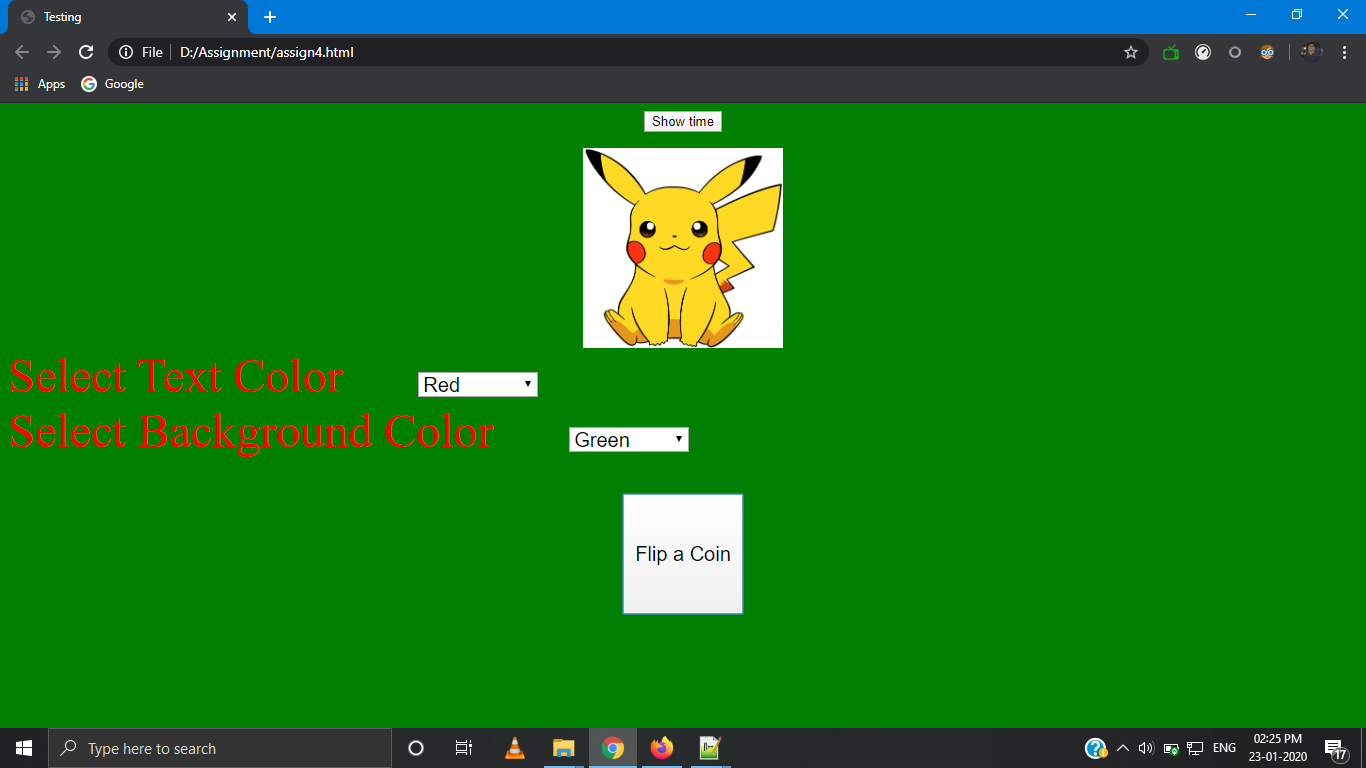 Testing
File D:/Assignment/assign4.html
Apps Google
Show time
Select Text Color Red
Select Background Color Green
Flip a Coin
Type here to search
ENG
02:25 PM
23-01-2020
17